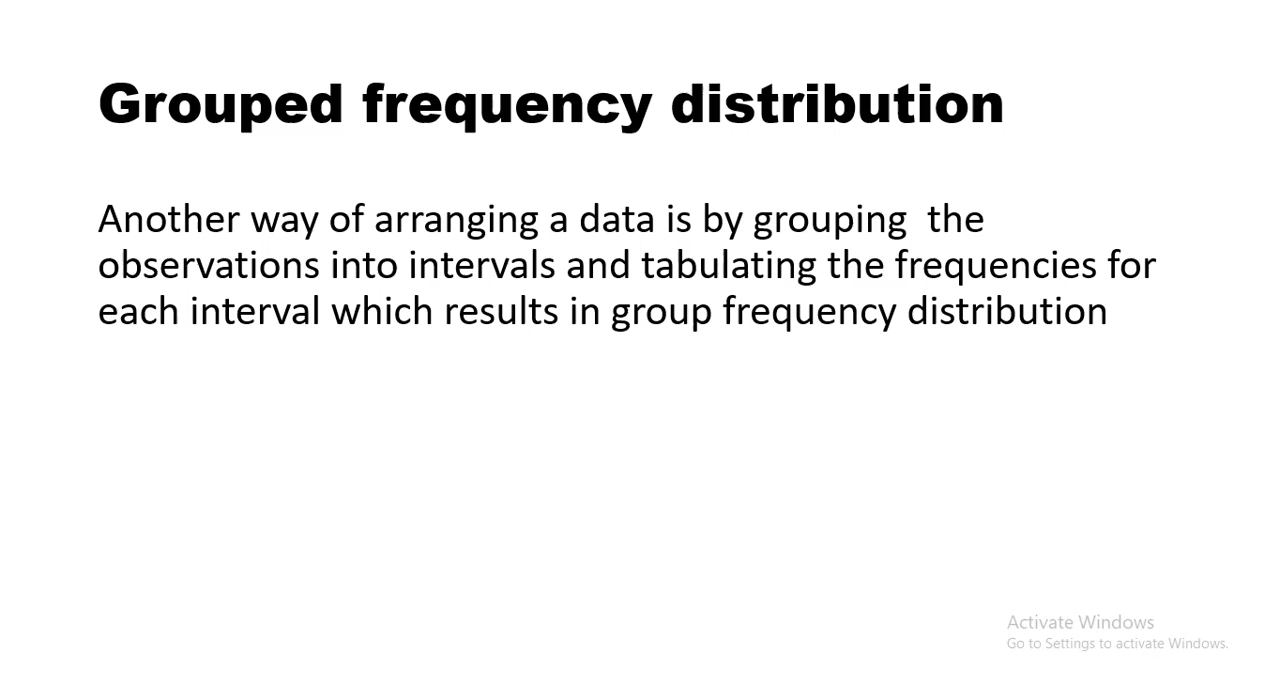 Grouped frequency distribution
Another way of arranging a data is by grouping  the
observations into intervals and tabulating the frequencies for
each interval which results in group frequency distribution
Activate Windows
Go to Settings to activate Windows.